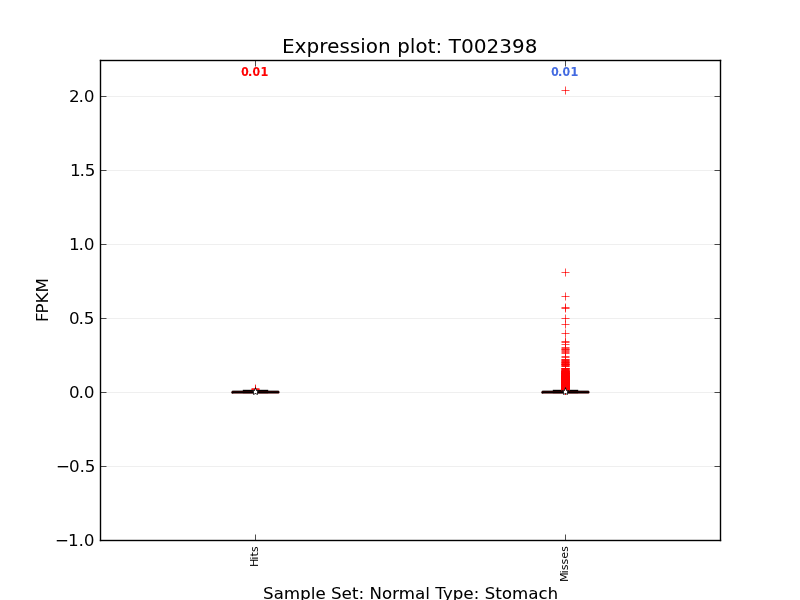 Expression plot: T002398
0.01 0.01
2.0
1.5
1.0
0.5
0.0
−0.5
−1.0
FPKM
Hits Misses
Sample Set: Normal Type: Stomach